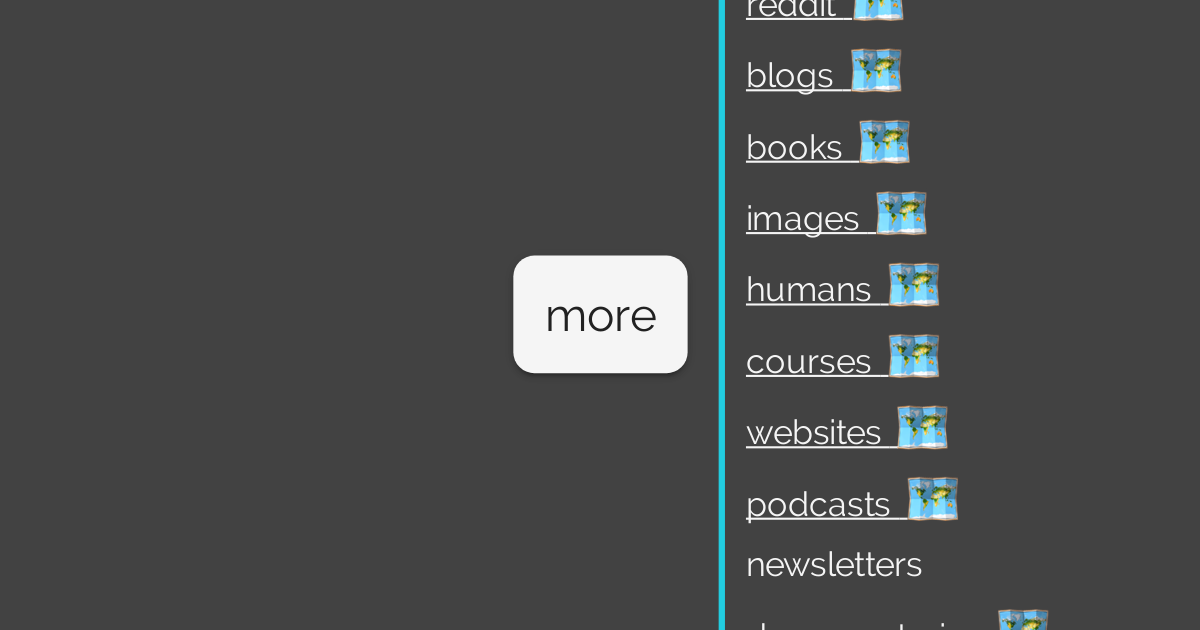 reddit
blogs
books
images
more
humans
courses
websites
podcasts
newsletters